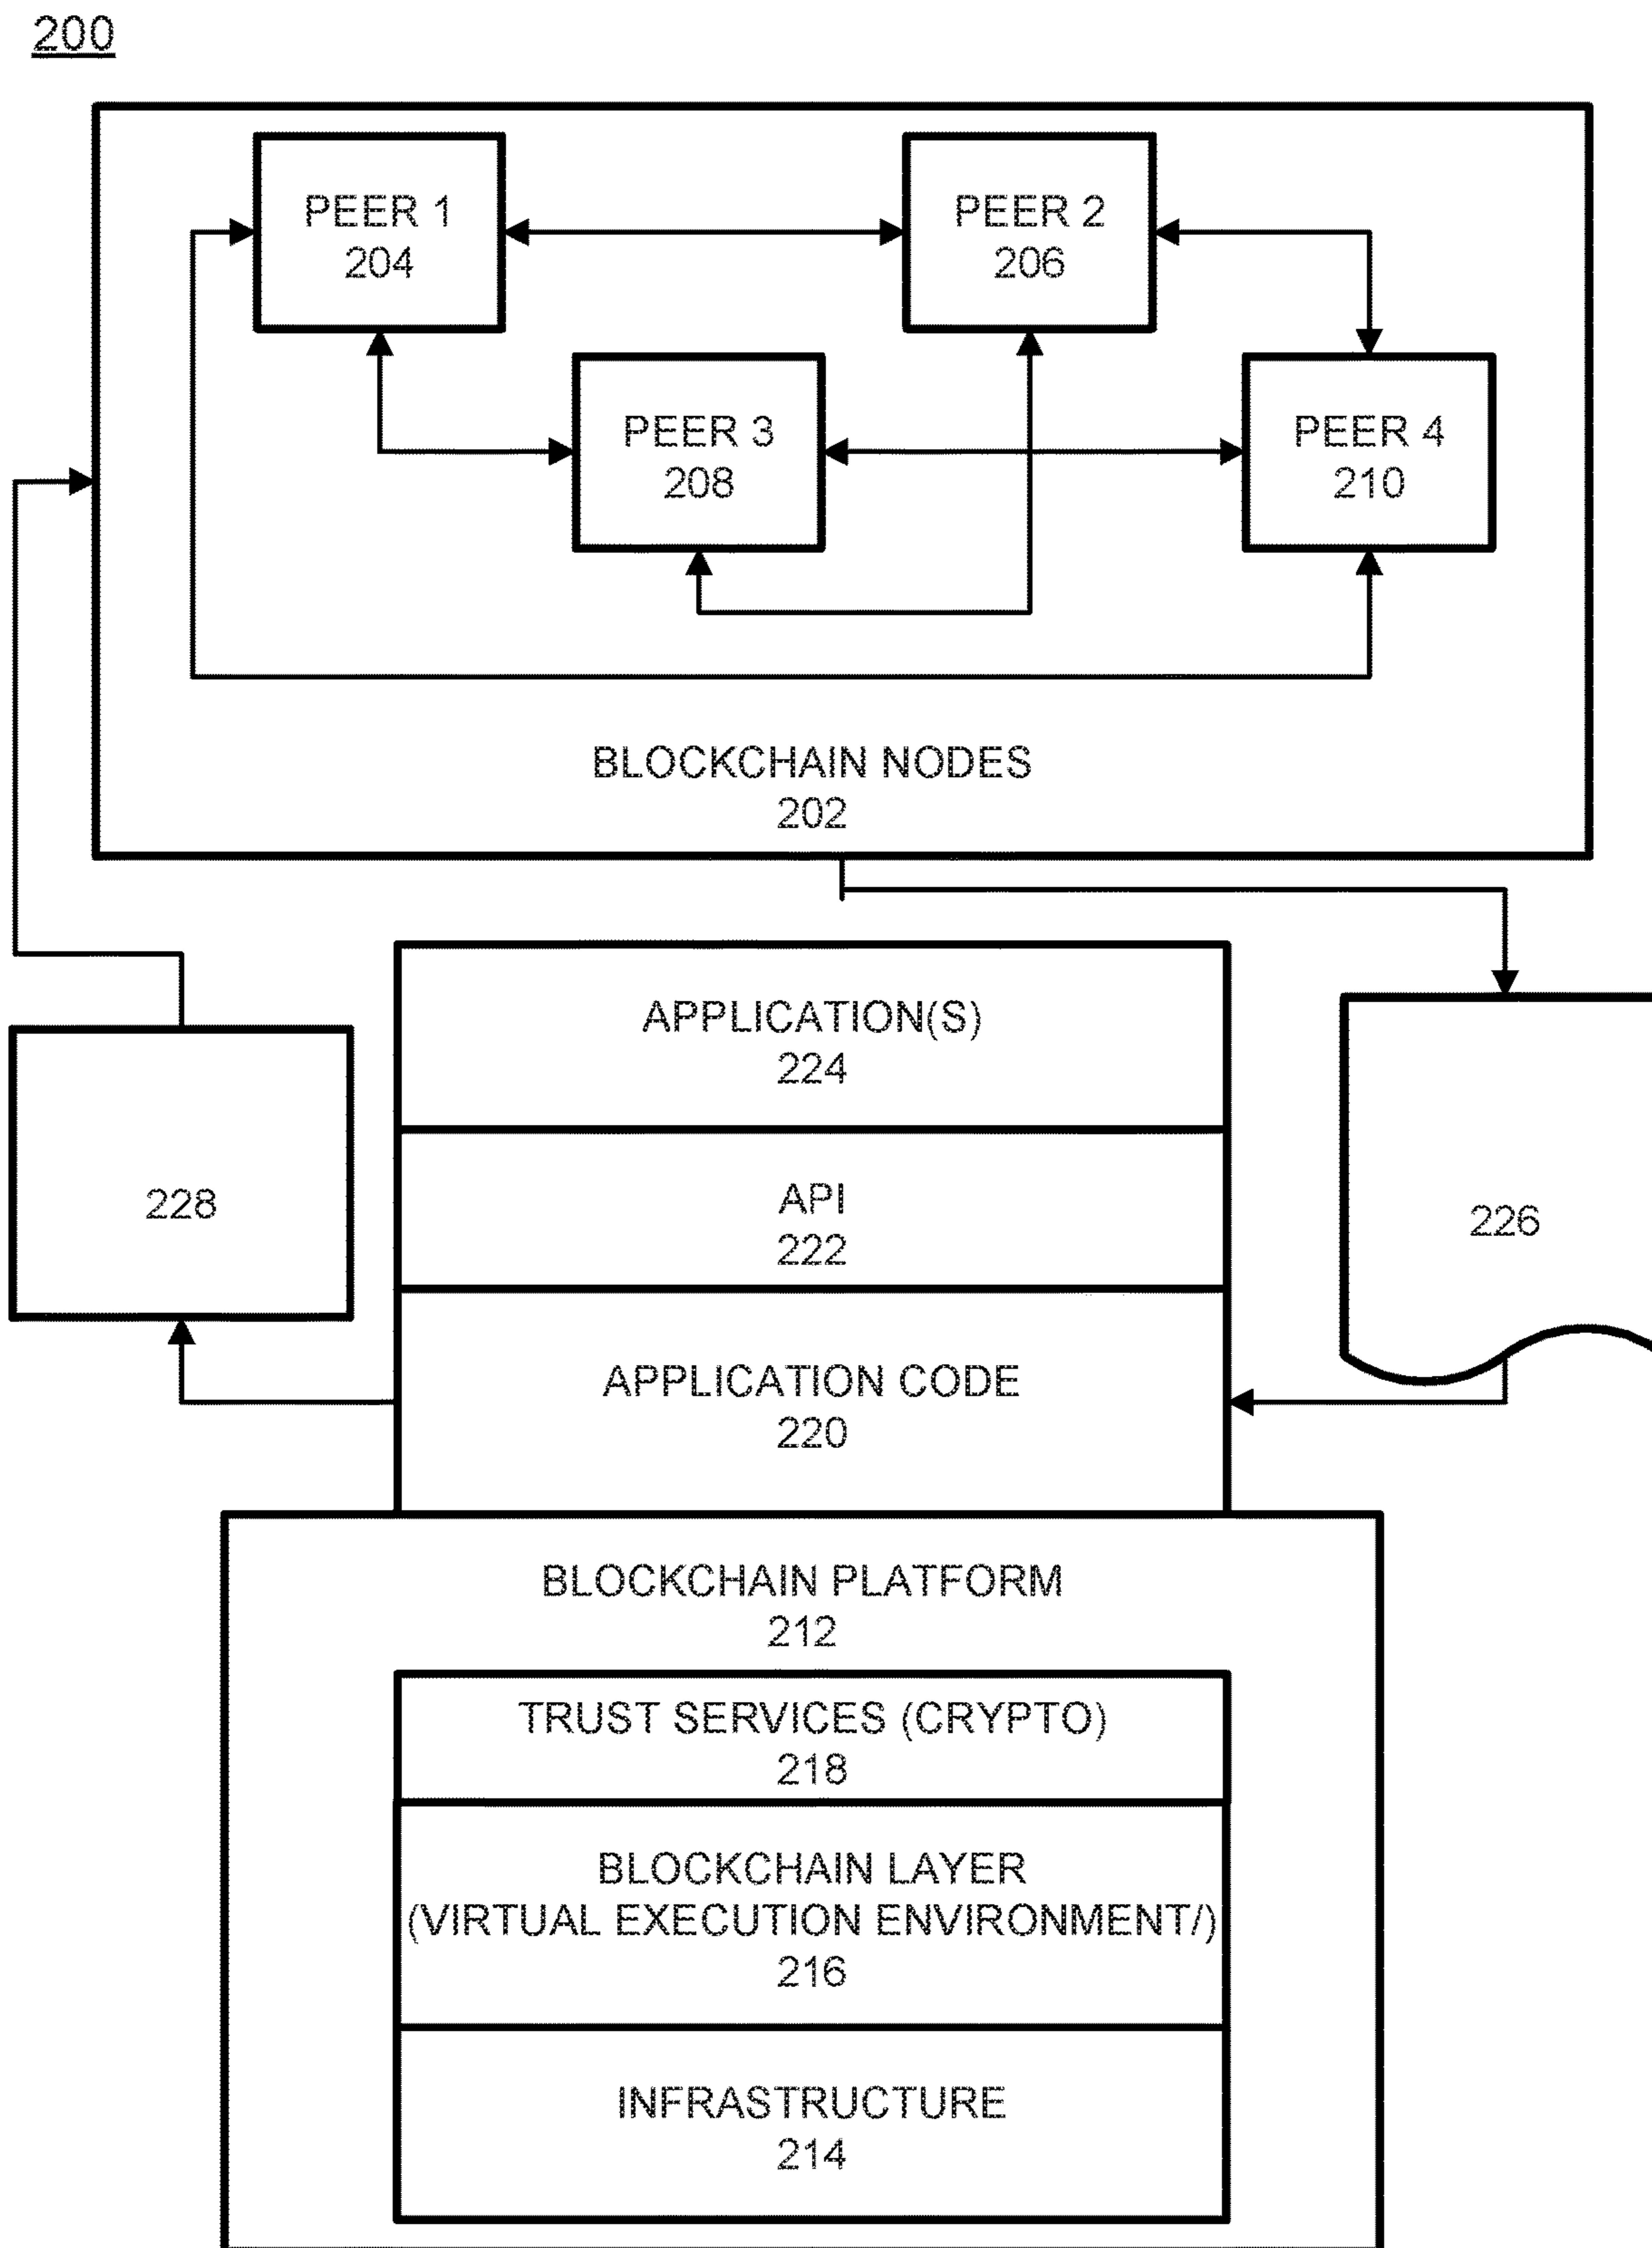 200
PEER 1
204
PEER 2
206
PEER 3
208
PEER 4
210
BLOCKCHAIN NODES
202
APPLICATION(S)
224
API
222
228
226
APPLICATION CODE
220
BLOCKCHAIN PLATFORM
212
TRUST SERVICES (CRYPTO)
218
BLOCKCHAIN LAYER
(VIRTUAL EXECUTION ENVIRONMENT/)
216
INFRASTRUCTURE
214